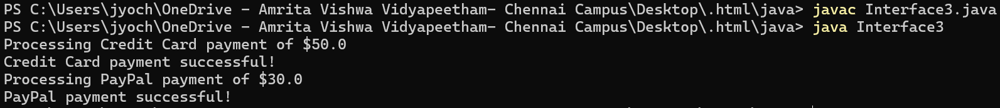 PS C:\Users\jyoch\OneDrive - Amrita Vishwa Vidyapeetham- Chennai Campus\Desktop\.html\java> javac Interface3.java
PS C:\Users\jyoch\OneDrive - Amrita Vishwa Vidyapeetham- Chennai Campus\Desktop\.html\java> java Interface3
Processing Credit Card payment of $50.0
Credit Card payment successful!
Processing PayPal payment of $30.0
PayPal payment successful!